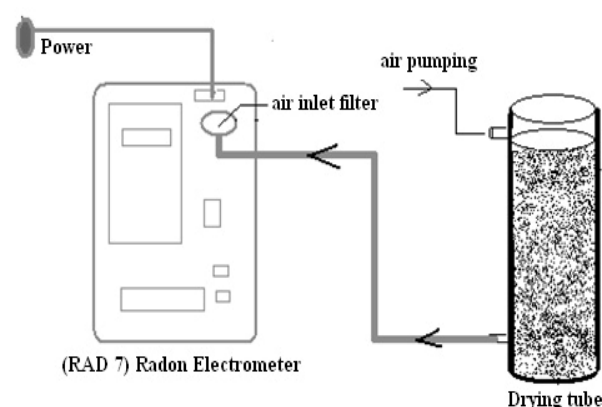 Power
air pumping
air inlet filter
(RAD 7) Radon Electrometer
Drying tube